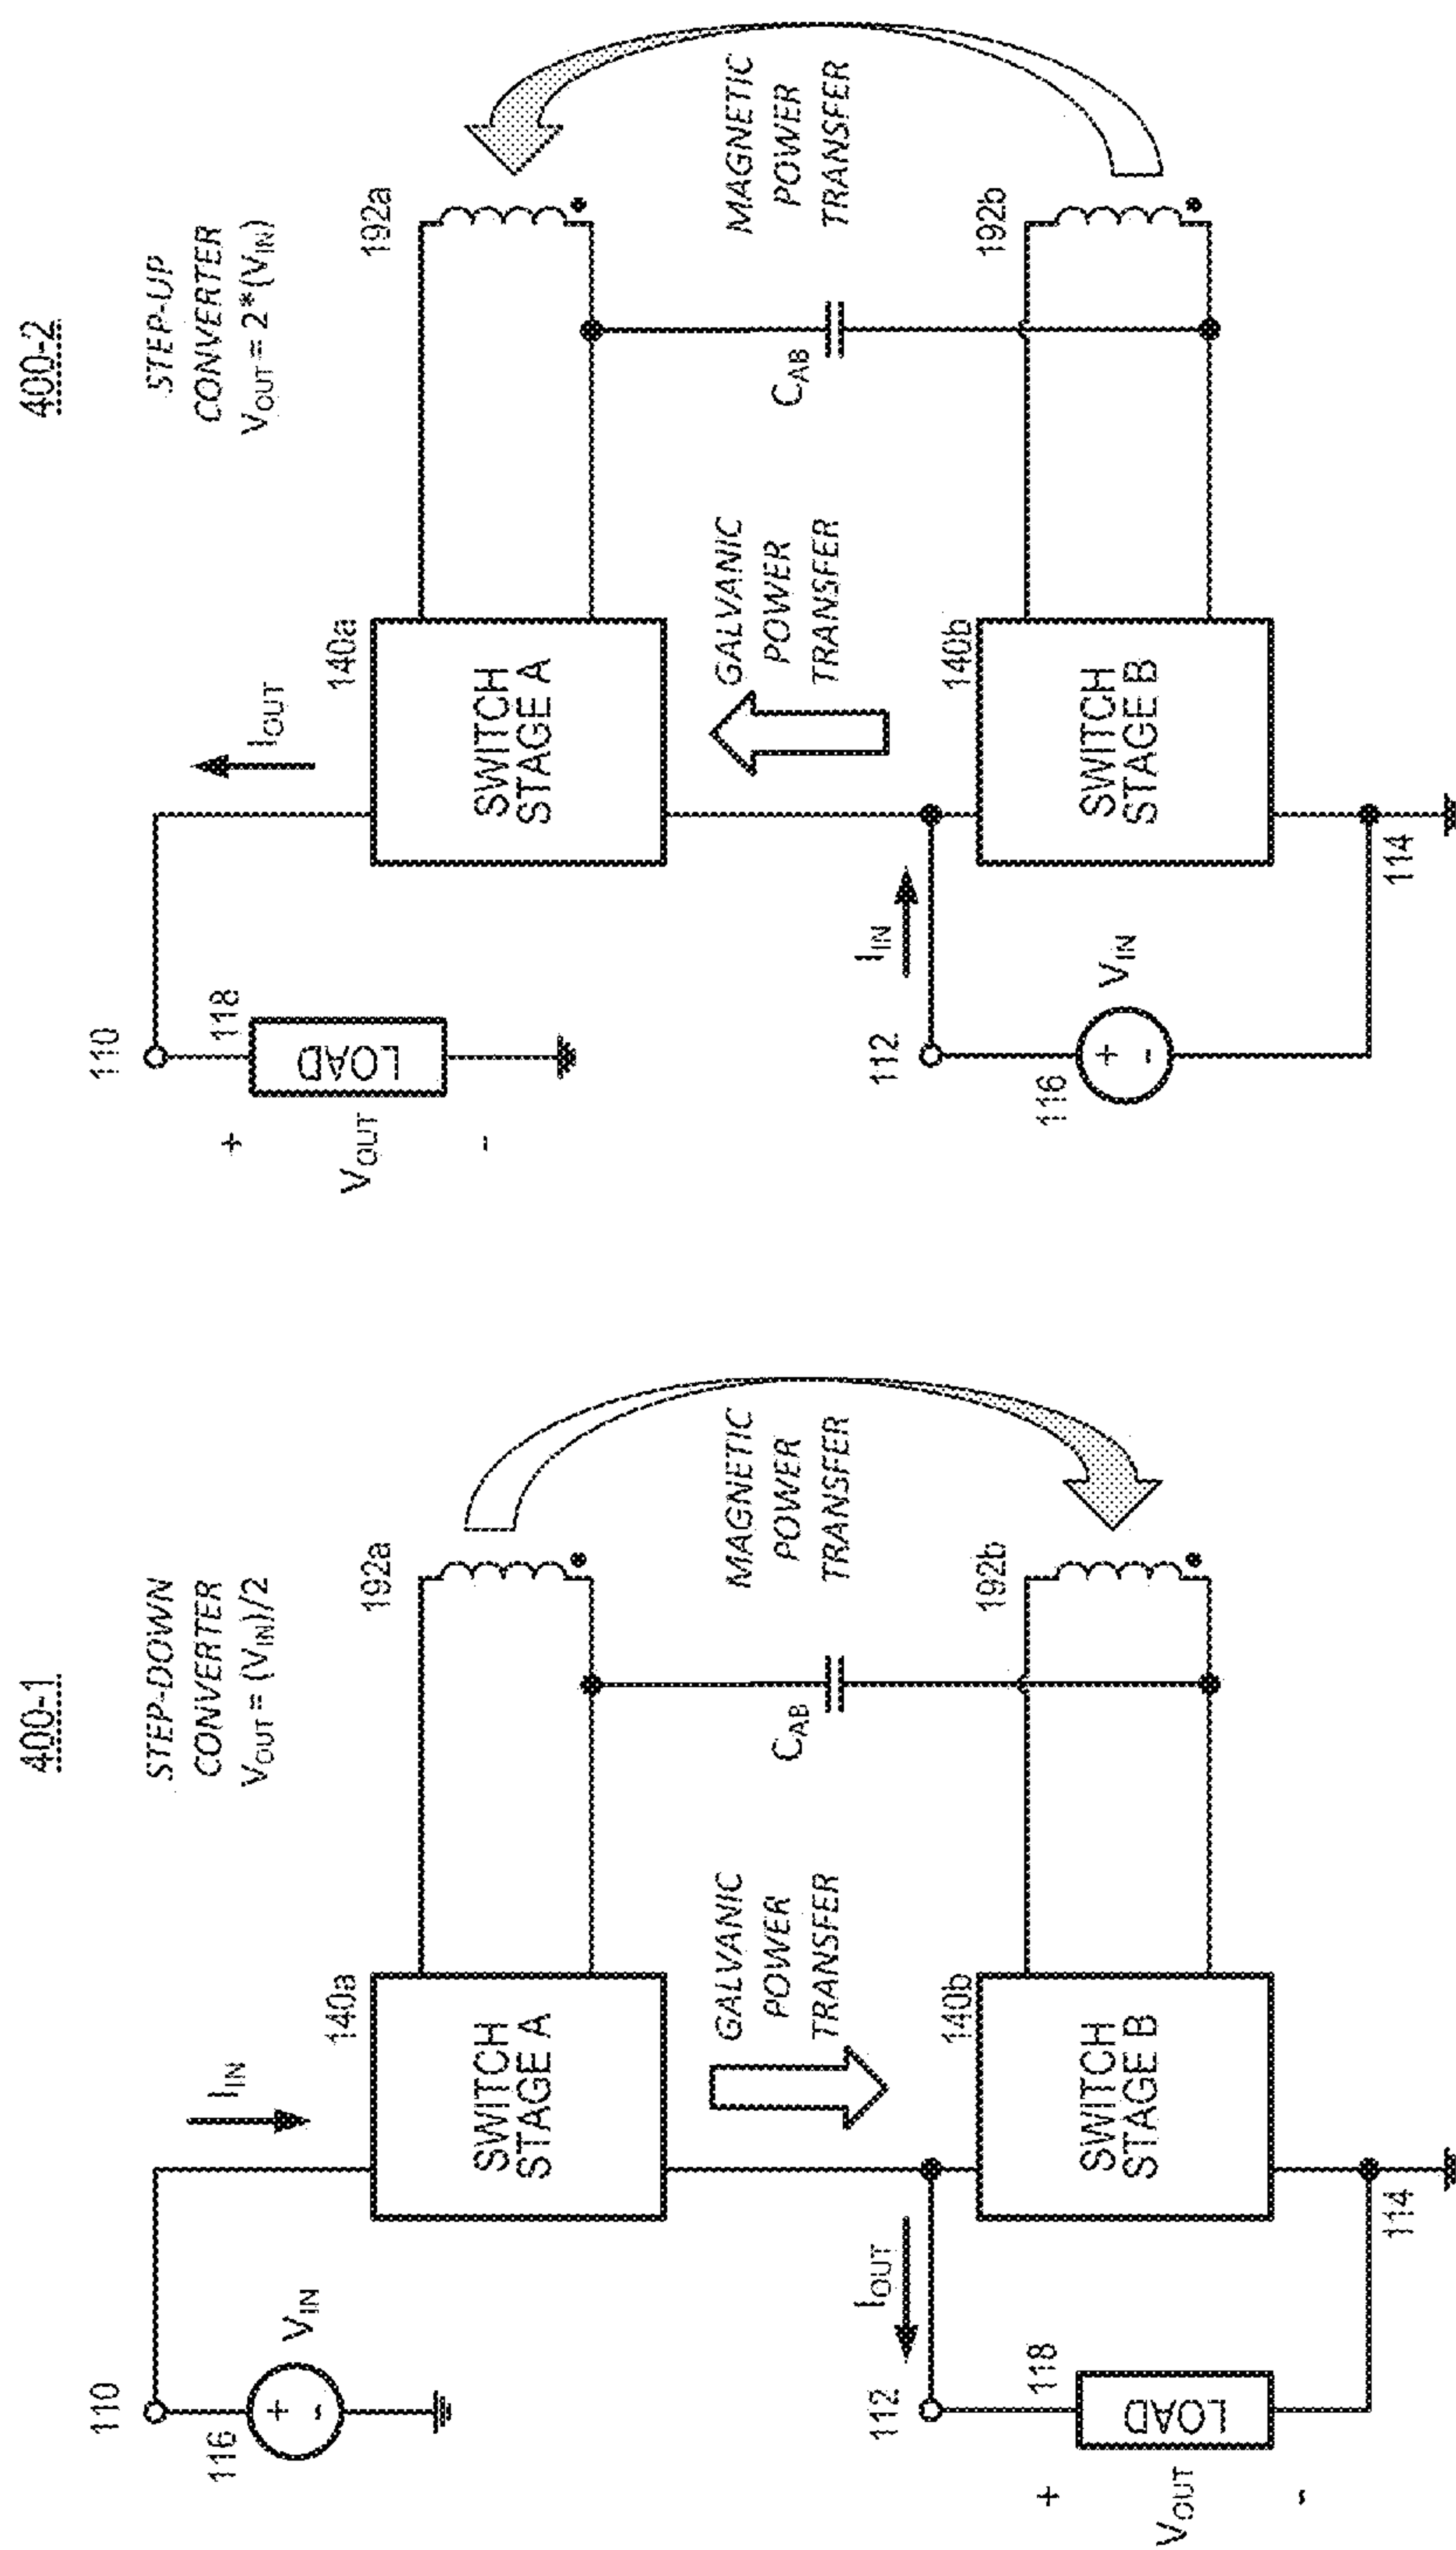 400-1
STEP-DOWN
CONVERTER
VOUT = (VIN)/2
110
116
+
-
VIN
IIN
140a
SWITCH
STAGE A
192a
GALVANIC
POWER
TRANSFER
CAB
MAGNETIC
POWER
TRANSFER
112
IOUT
118
LOAD
+
VOUT
-
140b
SWITCH
STAGE B
192b
114
400-2
STEP-UP
CONVERTER
VOUT = 2*(VIN)
110
118
LOAD
+
VOUT
-
IOUT
140a
SWITCH
STAGE A
192a
GALVANIC
POWER
TRANSFER
CAB
MAGNETIC
POWER
TRANSFER
112
IIN
116
+
-
VIN
140b
SWITCH
STAGE B
192b
114